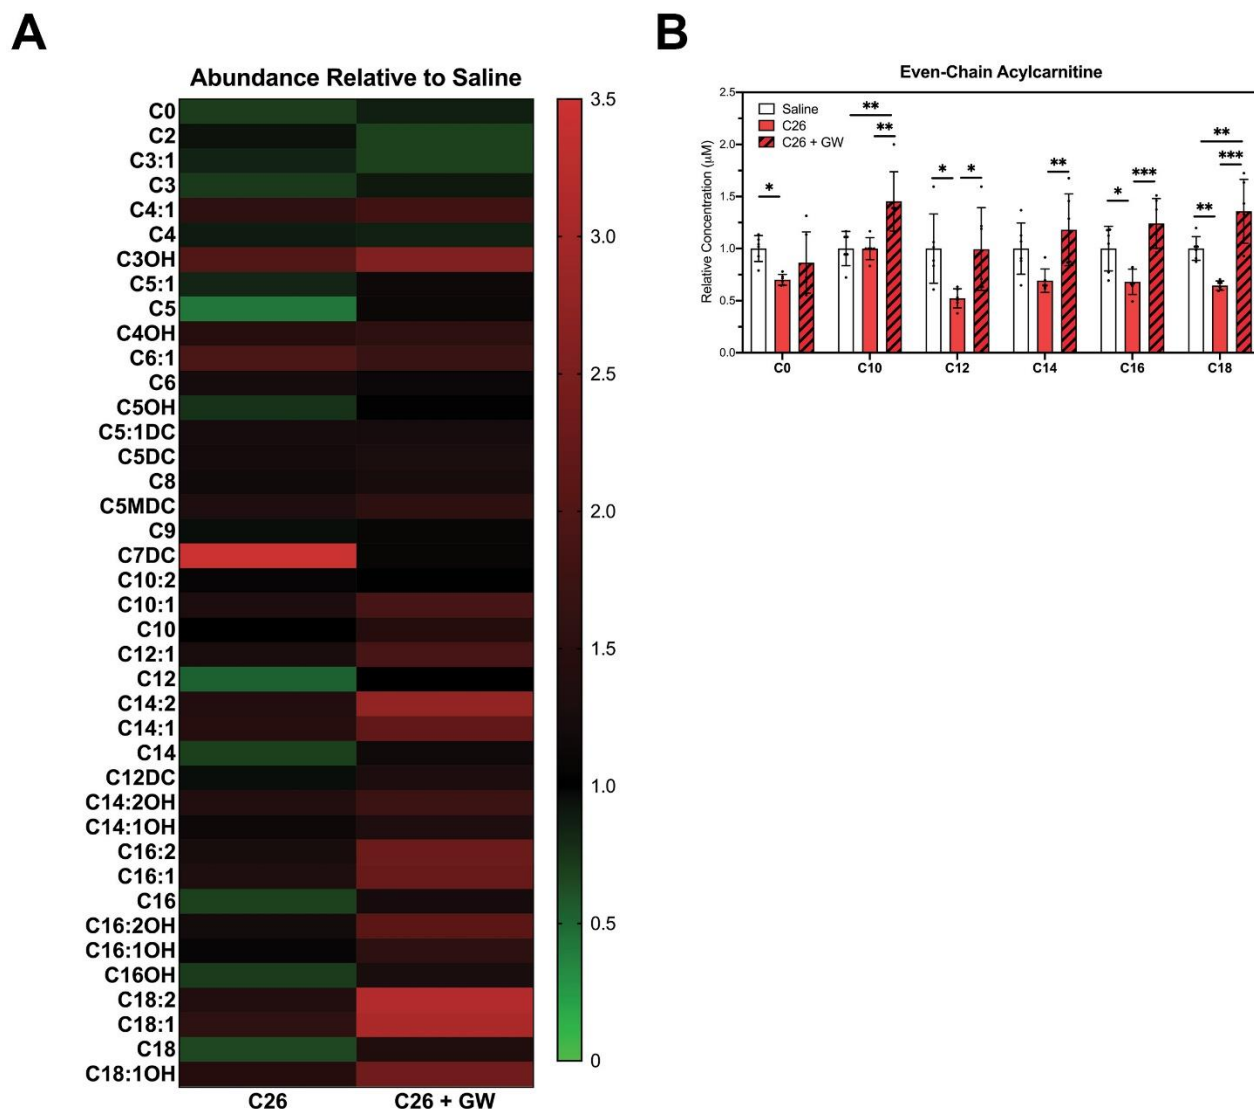 A
Abundance Relative to Saline
C0
C2
C3:1
C3
C4:1
C4
C3OH
C5:1
C5
C4OH
C6:1
C6
C5OH
C5:1DC
C5DC
C8
C5MDC
C9
C7DC
C10:2
C10:1
C10
C12:1
C12
C14:2
C14:1
C14
C12DC
C14:2OH
C14:1OH
C16:2
C16:1
C16
C16:2OH
C16:1OH
C16OH
C18:2
C18:1
C18
C18:1OH
C26 C26 + GW
3.5
3.0
2.5
2.0
1.5
1.0
0.5
0
B
Even-Chain Acylcarnitine
Relative Concentration (μM)
2.5
2.0
1.5
1.0
0.5
0.0
Saline
C26
C26 + GW
*
**
**
*
*
**
*
***
**
**
***
C0 C10 C12 C14 C16 C18